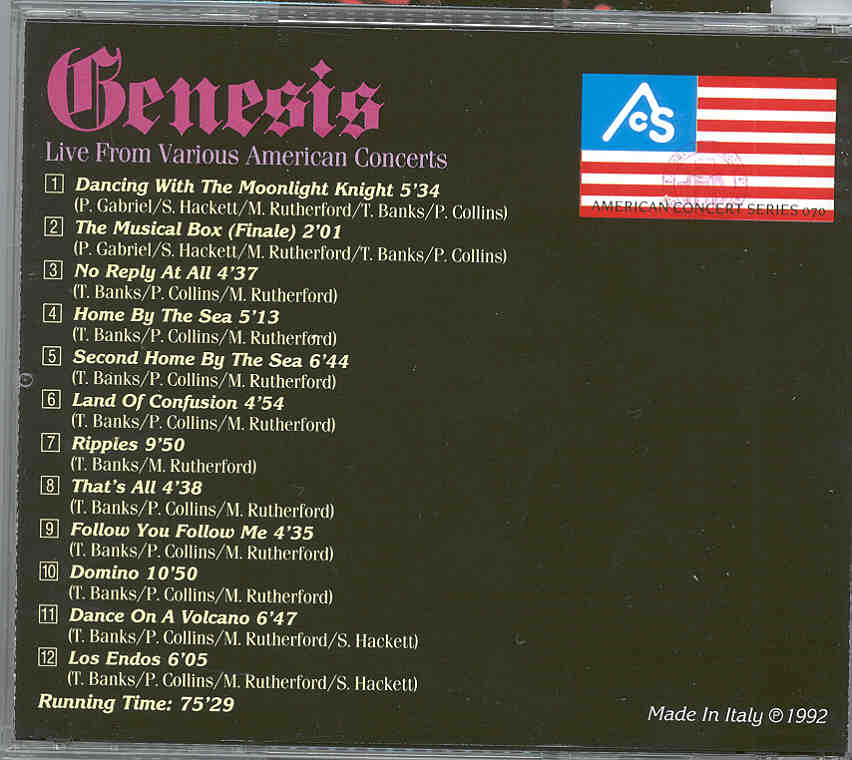 Genesis
Live From Various American Concerts
ACS
AMERICAN CONCERT SERIES 070
1 Dancing With The Moonlight Knight 5'34
(P. Gabriel/S. Hackett/M. Rutherford/T. Banks/P. Collins)
2 The Musical Box (Finale) 2'01
(P. Gabriel/S. Hackett/M. Rutherford/T. Banks/P. Collins)
3 No Reply At All 4'37
(T. Banks/P. Collins/M. Rutherford)
4 Home By The Sea 5'13
(T. Banks/P. Collins/M. Rutherford)
5 Second Home By The Sea 6'44
(T. Banks/P. Collins/M. Rutherford)
6 Land Of Confusion 4'54
(T. Banks/P. Collins/M. Rutherford)
7 Ripples 9'50
(T. Banks/M. Rutherford)
8 That's All 4'38
(T. Banks/P. Collins/M. Rutherford)
9 Follow You Follow Me 4'35
(T. Banks/P. Collins/M. Rutherford)
10 Domino 10'50
(T. Banks/P. Collins/M. Rutherford)
11 Dance On A Volcano 6'47
(T. Banks/P. Collins/M. Rutherford/S. Hackett)
12 Los Endos 6'05
(T. Banks/P. Collins/M. Rutherford/S. Hackett)
Running Time: 75'29
Made In Italy ℗ 1992